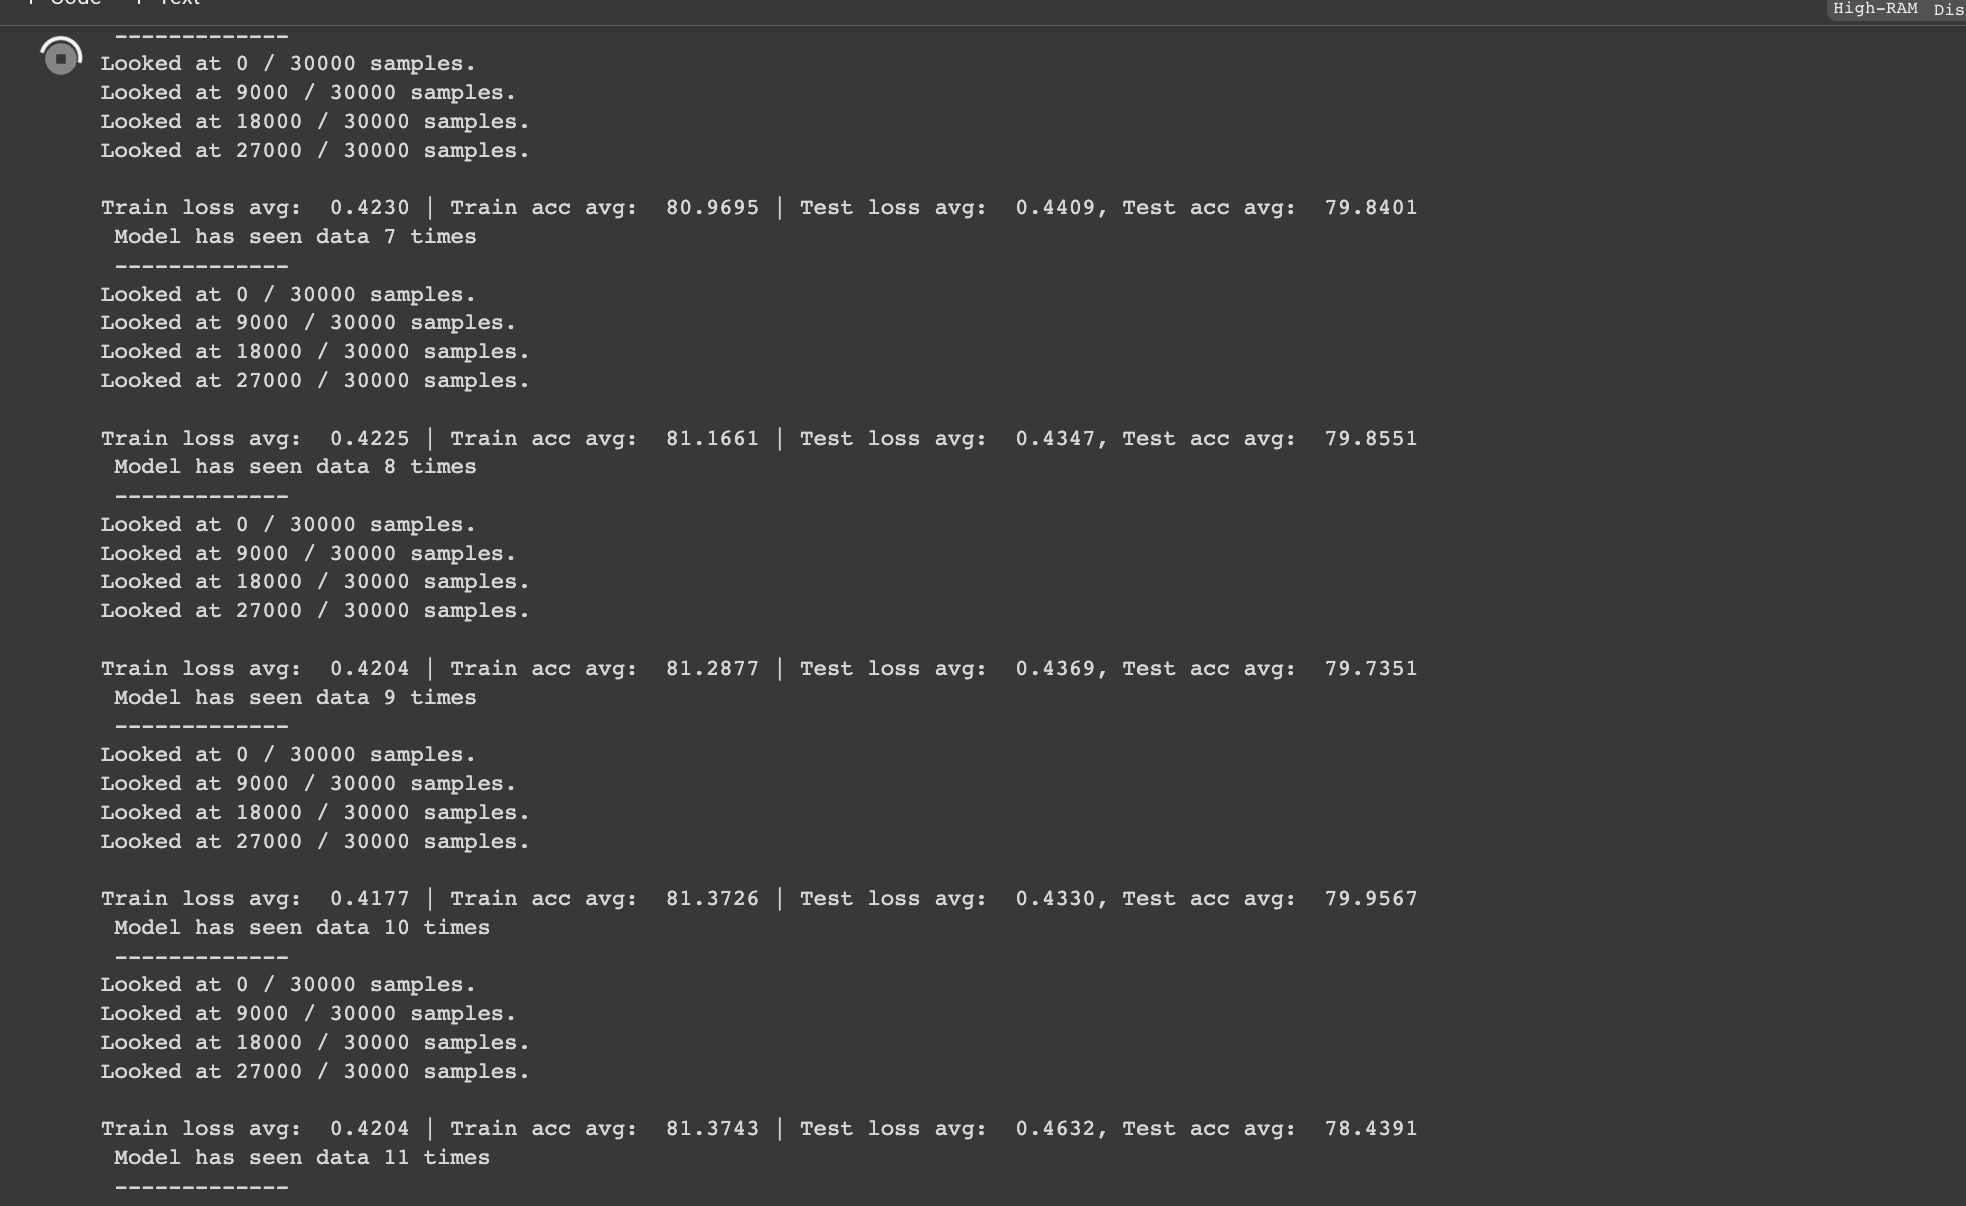 + Code + Text
High-RAM Dis
-------------
Looked at 0 / 30000 samples.
Looked at 9000 / 30000 samples.
Looked at 18000 / 30000 samples.
Looked at 27000 / 30000 samples.
Train loss avg:  0.4230 | Train acc avg:  80.9695 | Test loss avg:  0.4409, Test acc avg:  79.8401
Model has seen data 7 times
-------------
Looked at 0 / 30000 samples.
Looked at 9000 / 30000 samples.
Looked at 18000 / 30000 samples.
Looked at 27000 / 30000 samples.
Train loss avg:  0.4225 | Train acc avg:  81.1661 | Test loss avg:  0.4347, Test acc avg:  79.8551
Model has seen data 8 times
-------------
Looked at 0 / 30000 samples.
Looked at 9000 / 30000 samples.
Looked at 18000 / 30000 samples.
Looked at 27000 / 30000 samples.
Train loss avg:  0.4204 | Train acc avg:  81.2877 | Test loss avg:  0.4369, Test acc avg:  79.7351
Model has seen data 9 times
-------------
Looked at 0 / 30000 samples.
Looked at 9000 / 30000 samples.
Looked at 18000 / 30000 samples.
Looked at 27000 / 30000 samples.
Train loss avg:  0.4177 | Train acc avg:  81.3726 | Test loss avg:  0.4330, Test acc avg:  79.9567
Model has seen data 10 times
-------------
Looked at 0 / 30000 samples.
Looked at 9000 / 30000 samples.
Looked at 18000 / 30000 samples.
Looked at 27000 / 30000 samples.
Train loss avg:  0.4204 | Train acc avg:  81.3743 | Test loss avg:  0.4632, Test acc avg:  78.4391
Model has seen data 11 times
-------------